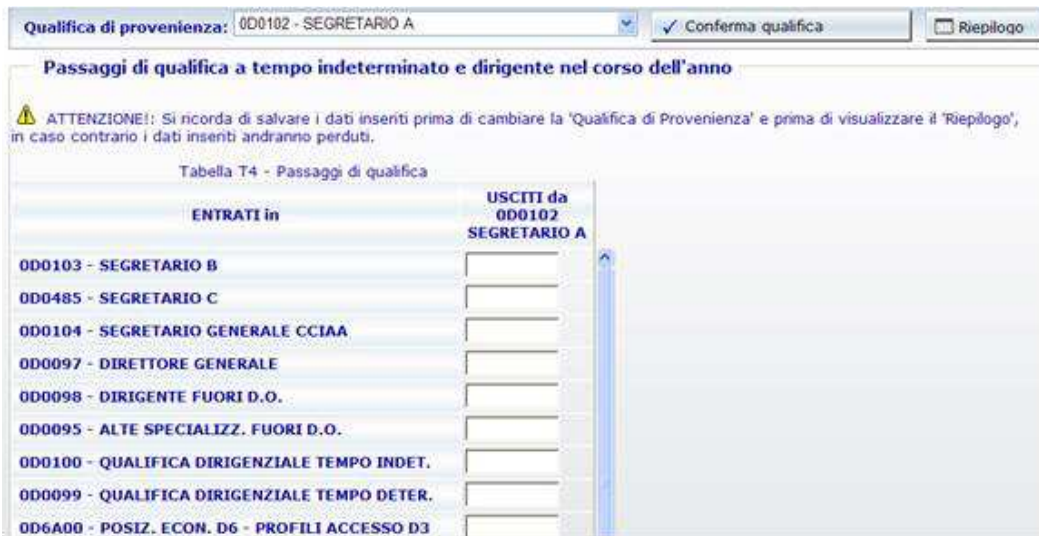 Qualifica di provenienza: 0D0102 - SEGRETARIO A Conferma qualifica Riepilogo
Passaggi di qualifica a tempo indeterminato e dirigente nel corso dell'anno
ATTENZIONE!: Si ricorda di salvare i dati inseriti prima di cambiare la 'Qualifica di Provenienza' e prima di visualizzare il 'Riepilogo',
in caso contrario i dati inseriti andranno perduti.
Tabella T4 - Passaggi di qualifica
ENTRATI in
USCITI da
0D0102
SEGRETARIO A
0D0103 - SEGRETARIO B
0D0485 - SEGRETARIO C
0D0104 - SEGRETARIO GENERALE CCIAA
0D0097 - DIRETTORE GENERALE
0D0098 - DIRIGENTE FUORI D.O.
0D0095 - ALTE SPECIALIZZ. FUORI D.O.
0D0100 - QUALIFICA DIRIGENZIALE TEMPO INDET.
0D0099 - QUALIFICA DIRIGENZIALE TEMPO DETER.
0D6A00 - POSIZ. ECON. D6 - PROFILI ACCESSO D3